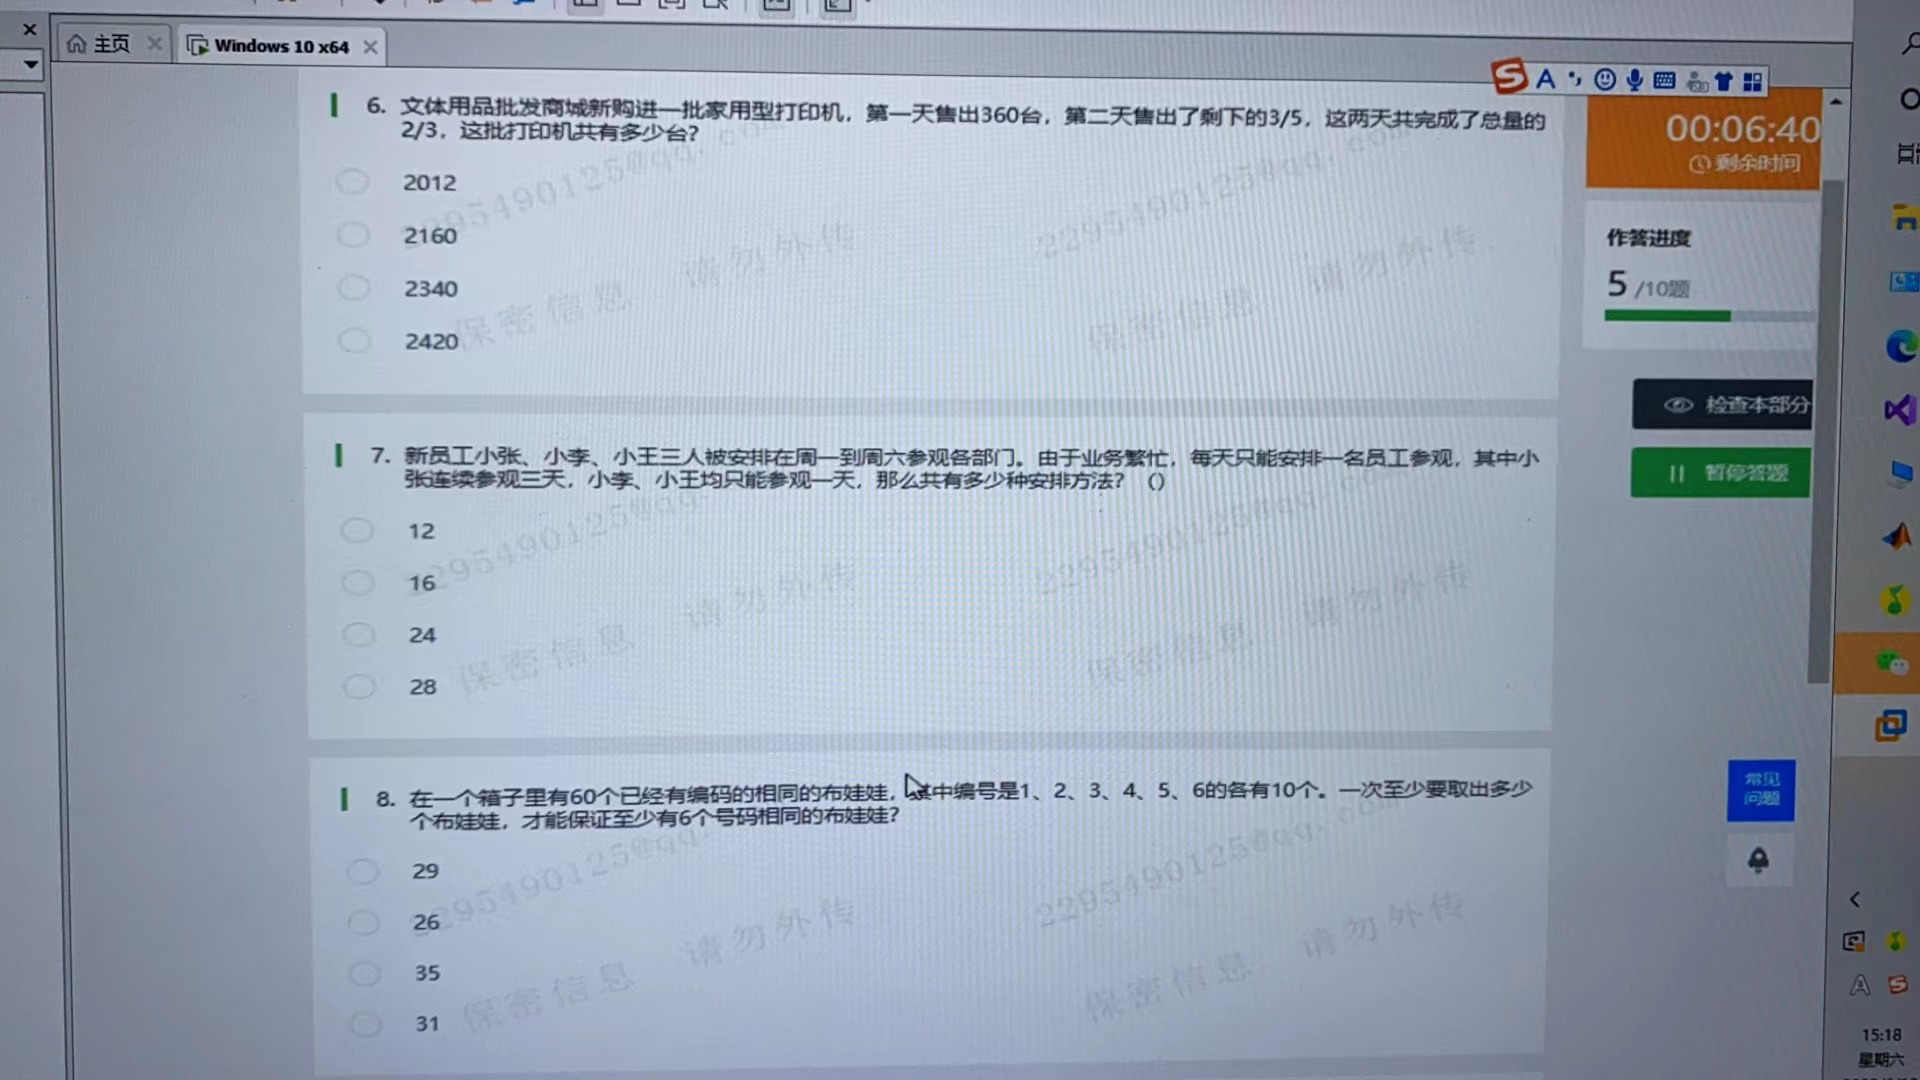 主页
Windows 10 x64
6. 文体用品批发商城新购进一批家用型打印机，第一天售出360台，第二天售出了剩下的3/5，这两天共完成了总量的
2/3，这批打印机共有多少台？
2012
2160
2340
2420
00:06:40
剩余时间
作答进度
5 /10题
检查本部分
暂停答题
7. 新员工小张、小李、小王三人被安排在周一到周六参观各部门。由于业务繁忙，每天只能安排一名员工参观，其中小
张连续参观三天，小李、小王均只能参观一天，那么共有多少种安排方法？（）
12
16
24
28
8. 在一个箱子里有60个已经有编码的相同的布娃娃，其中编号是1、2、3、4、5、6的各有10个。一次至少要取出多少
个布娃娃，才能保证至少有6个号码相同的布娃娃？
29
26
35
31
常见
问题
2295490125@qq.com
保密信息 请勿外传
15:18
星期六